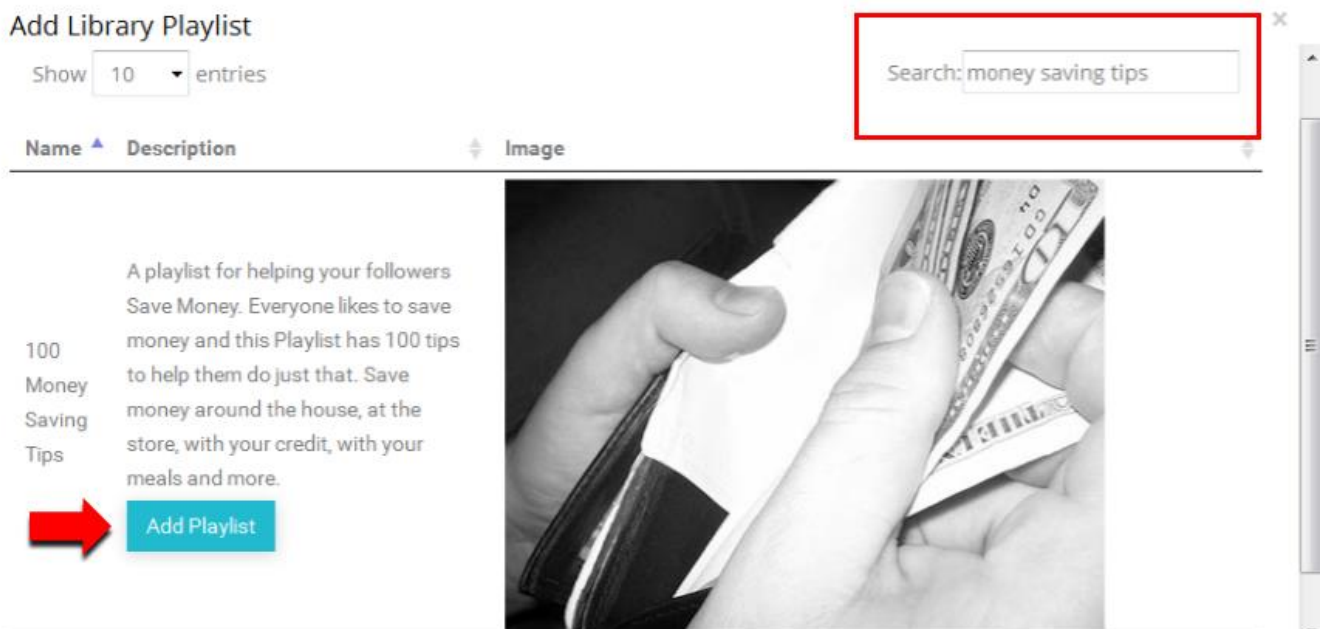 Add Library Playlist
×
Show 10 entries
Search: money saving tips
Name Description Image
100
Money
Saving
Tips
A playlist for helping your followers
Save Money. Everyone likes to save
money and this Playlist has 100 tips
to help them do just that. Save
money around the house, at the
store, with your credit, with your
meals and more.
Add Playlist